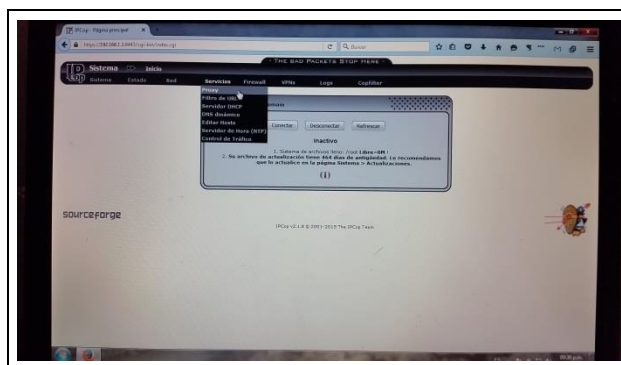 IPCop - Página principal
https://192.168.1.1:8443/cgi-bin/index.cgi
Buscar
THE BAD PACKETS STOP HERE
IPCop
Sistema
Inicio
Sistema Estado Red Servicios Firewall VPNs Logs Copfilter
Proxy
Filtro de URL
Servidor DHCP
DNS dinámico
Editar Hosts
Servidor de Hora (NTP)
Control de Tráfico
Conectar Desconectar Refrescar
Inactivo
1. Sistema de archivos lleno: /root Libre=0M !
2. Su archivo de actualización tiene 464 días de antigüedad. Le recomendamos
que lo actualice en la página Sistema > Actualizaciones.
sourceforge
The IPCop Team